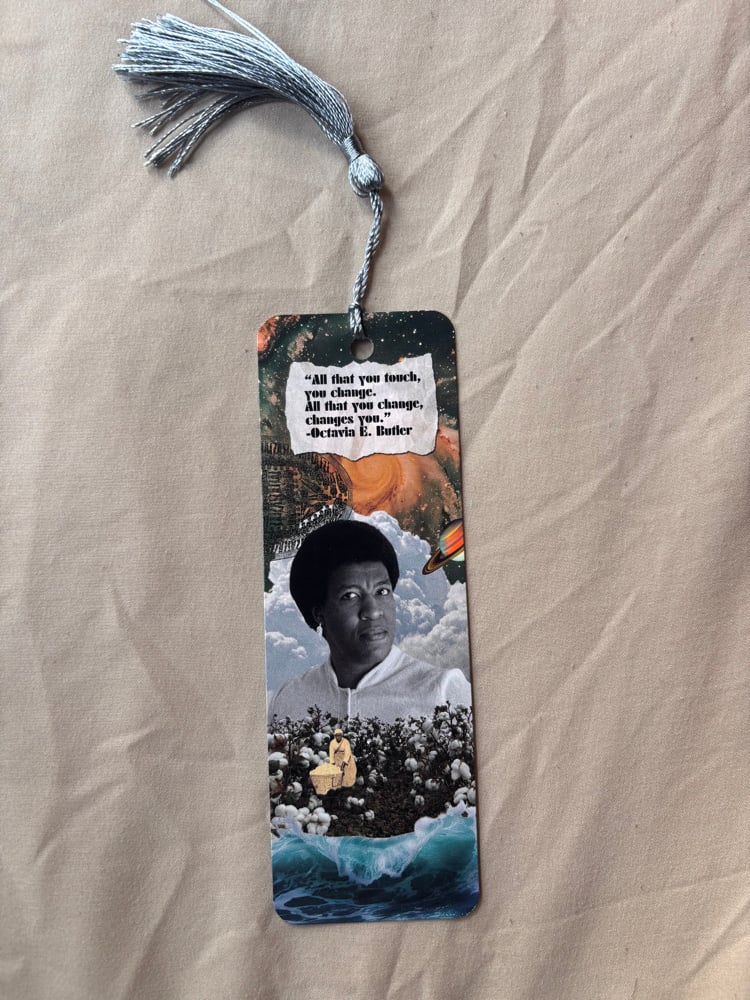 “All that you touch,
you change.
All that you change,
changes you.”
-Octavia E. Butler